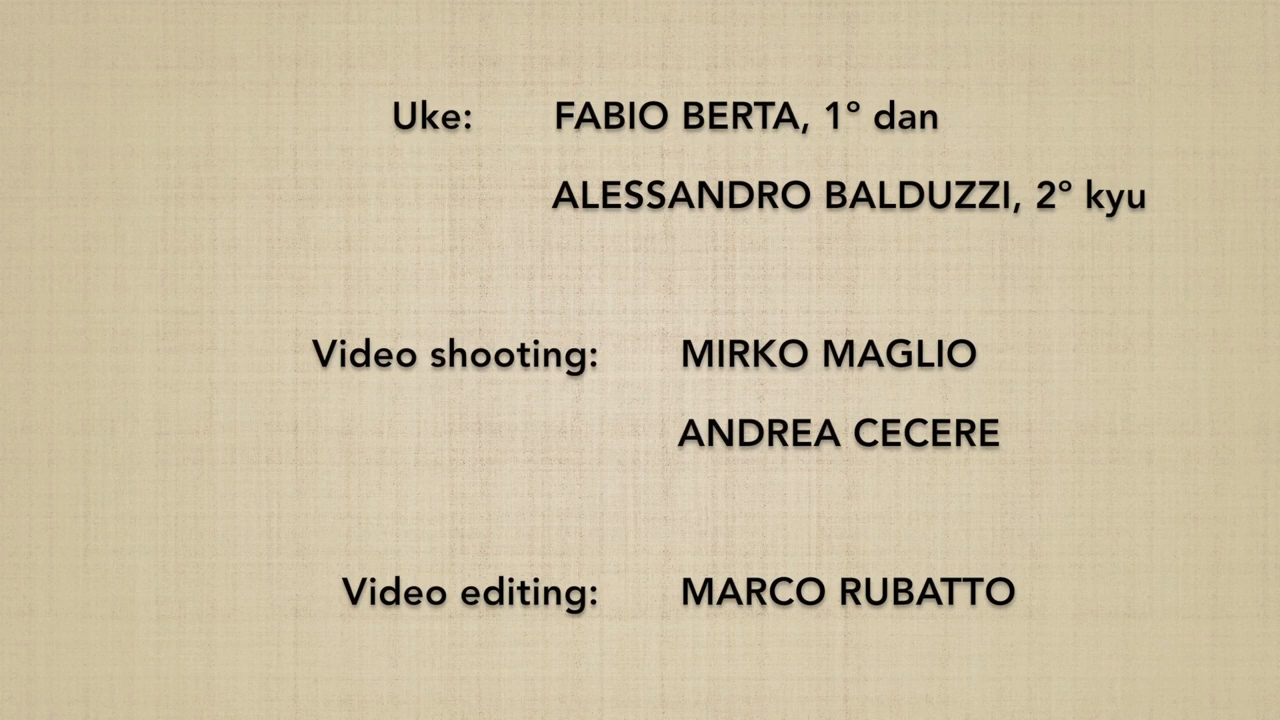 Uke: FABIO BERTA, 1° dan
ALESSANDRO BALDUZZI, 2° kyu
Video shooting: MIRKO MAGLIO
ANDREA CECERE
Video editing: MARCO RUBATTO